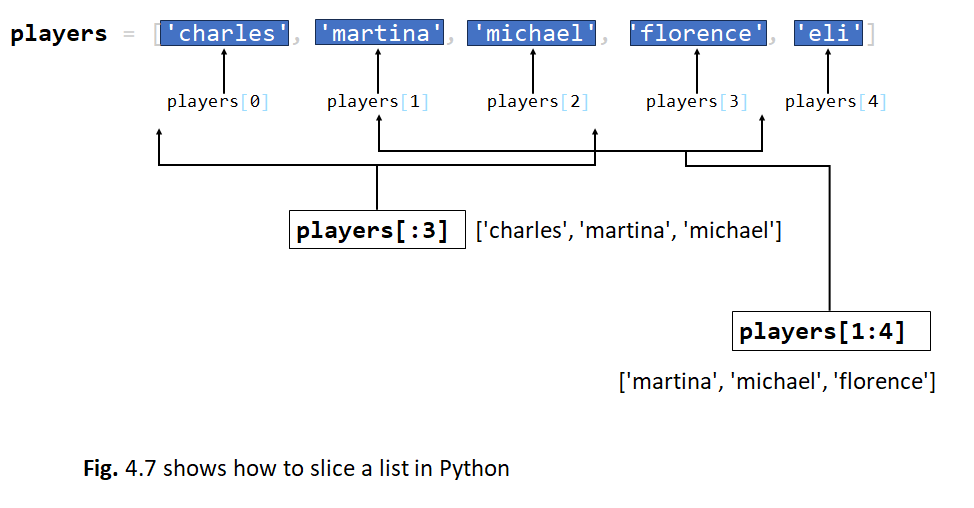 players = ['charles', 'martina', 'michael', 'florence', 'eli']
players[0] players[1] players[2] players[3] players[4]
players[:3] ['charles', 'martina', 'michael']
players[1:4]
['martina', 'michael', 'florence']
Fig. 4.7 shows how to slice a list in Python